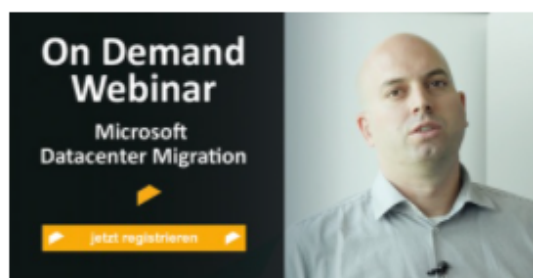 On Demand
Webinar
Microsoft
Datacenter Migration
jetzt registrieren